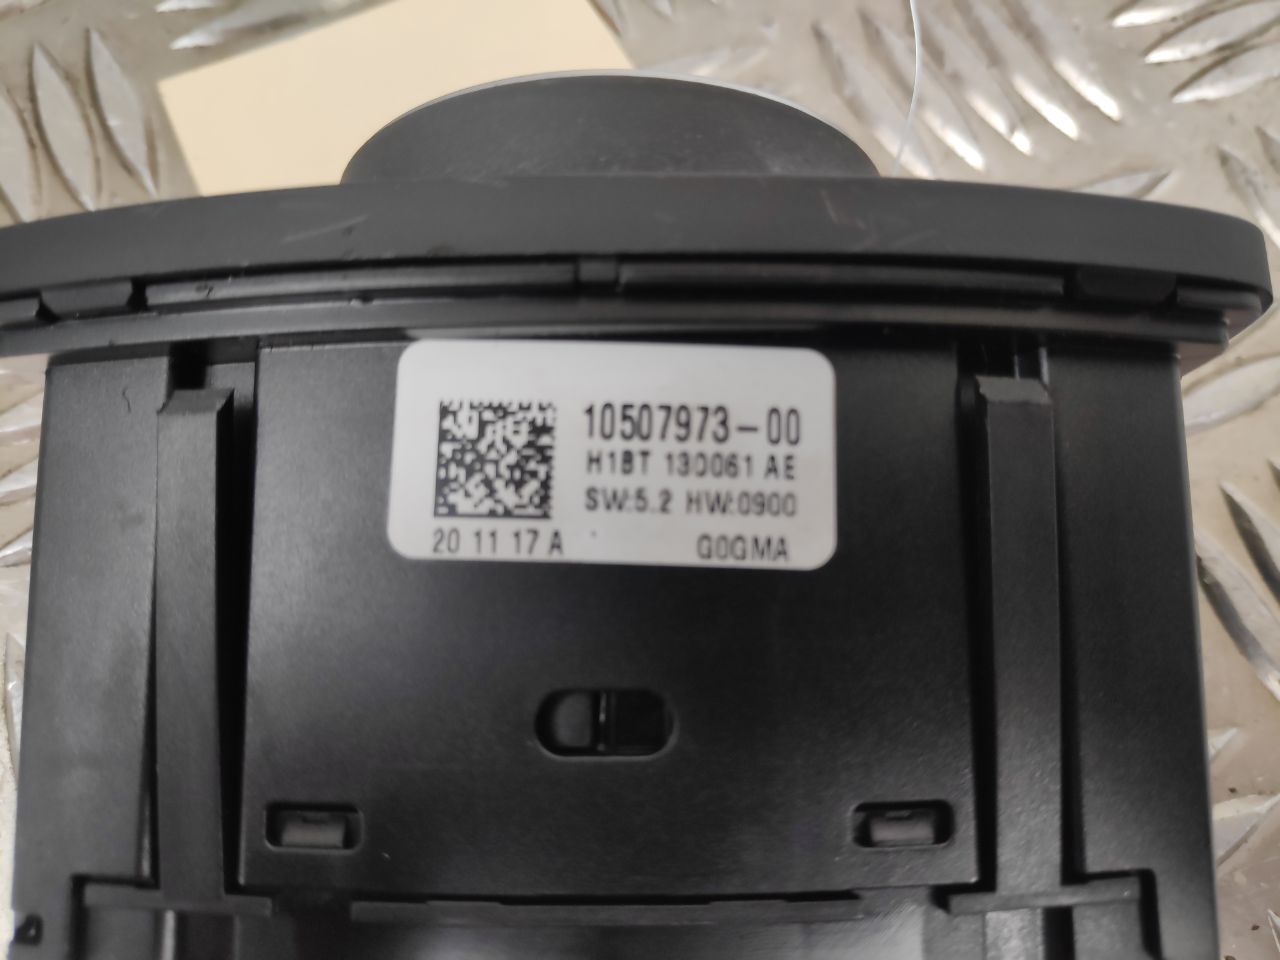 10507973-00
H1BT 13D061 AE
SW:5.2 HW:0900
20 11 17 A G0GMA